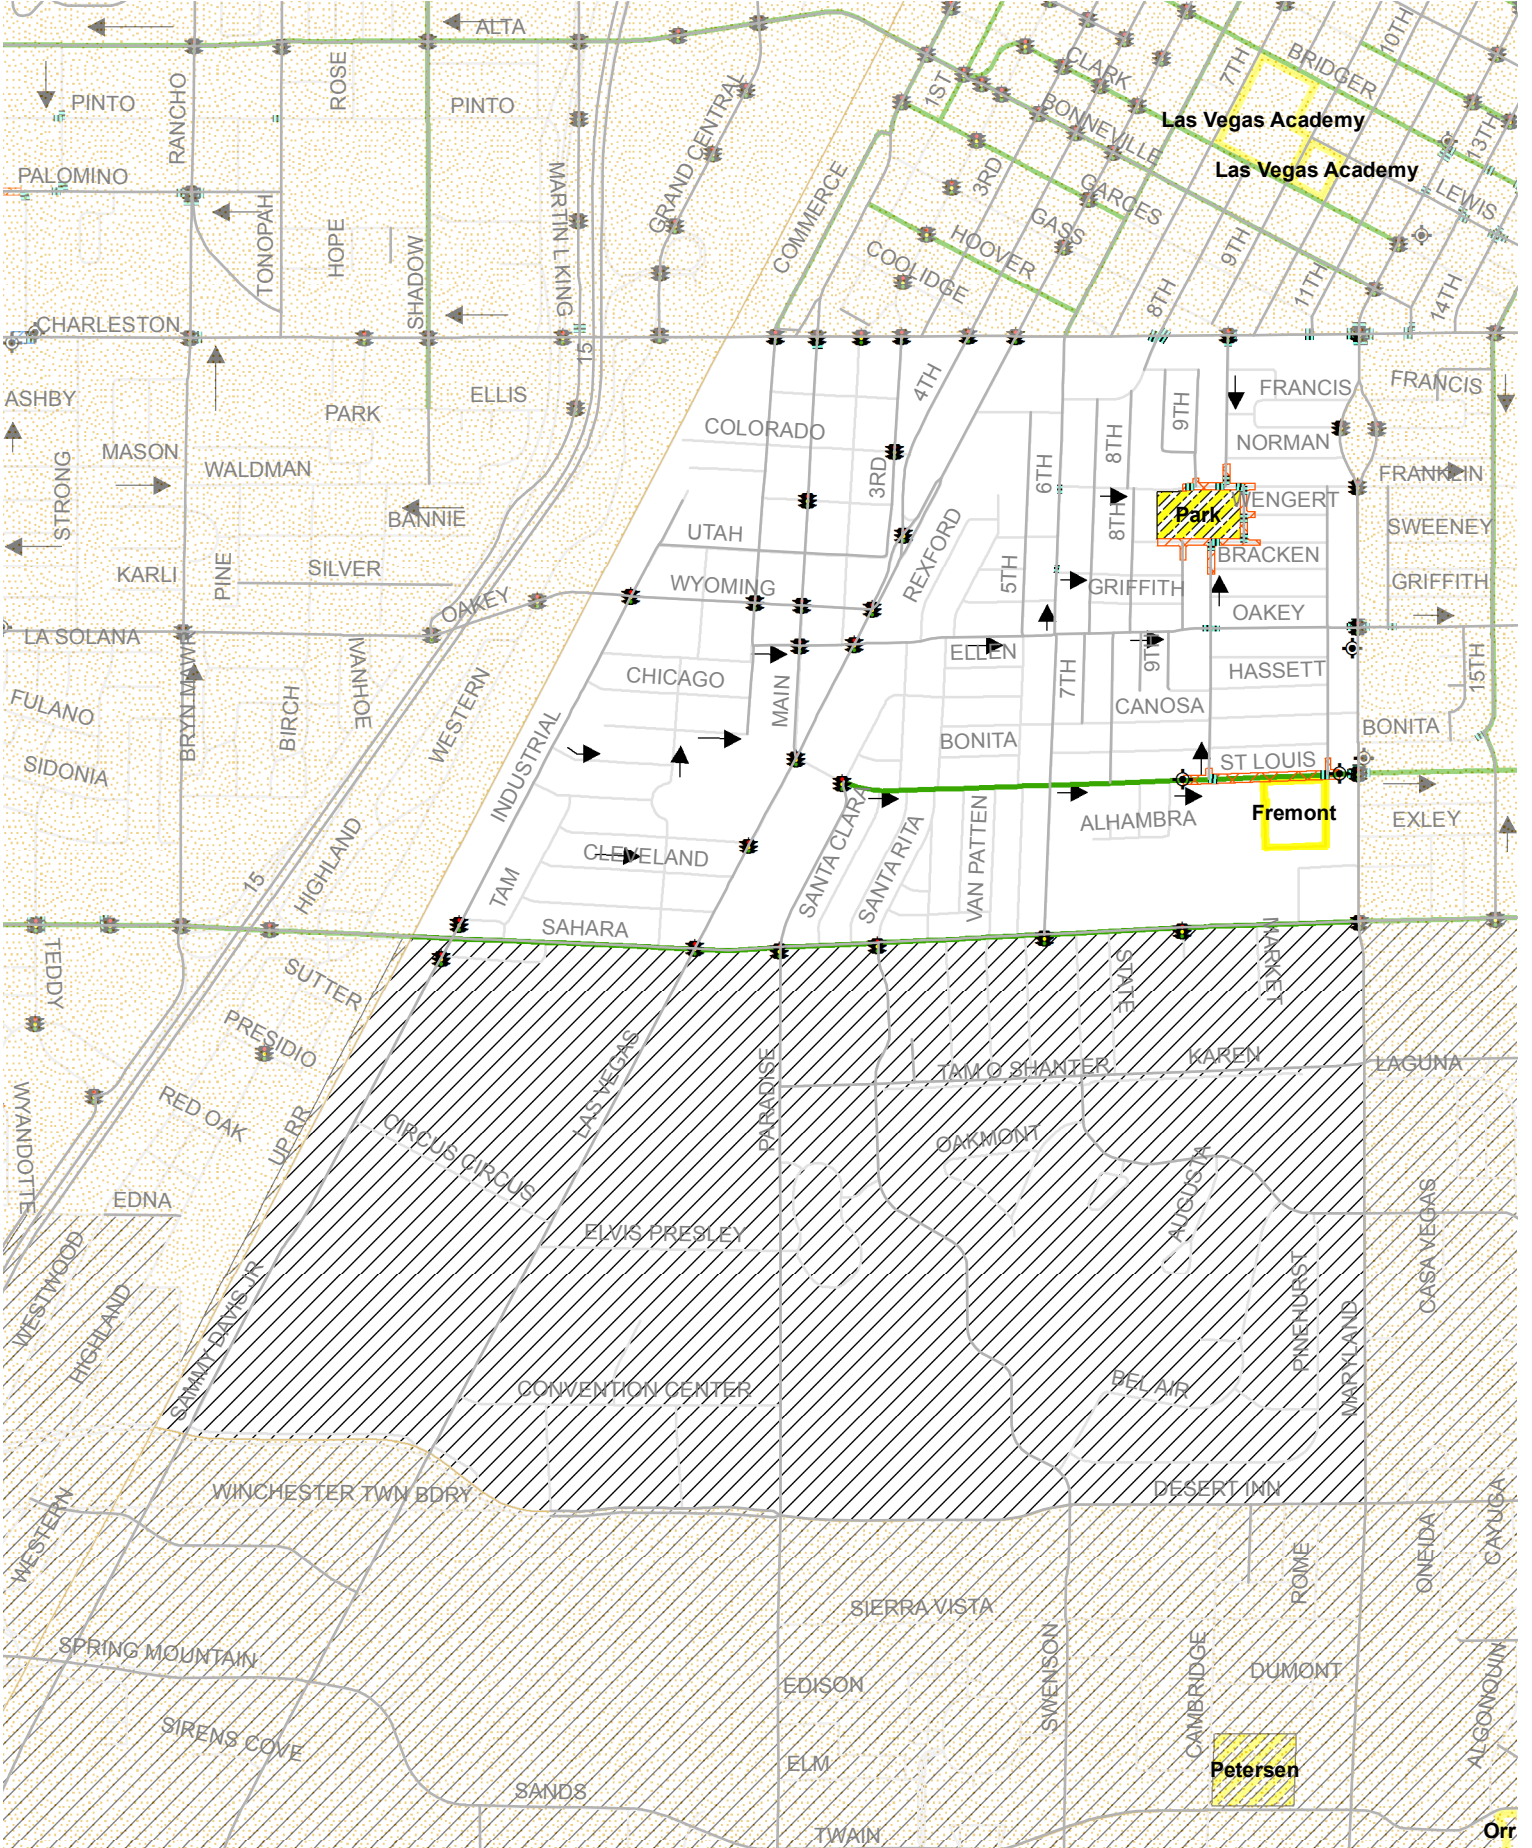 ALTA
PINTO
RANCHO
ROSE
PINTO
GRAND CENTRAL
1ST
CLARK
7TH
BRIDGER
10TH
Las Vegas Academy
BONNEVILLE
13TH
PALOMINO
Las Vegas Academy
TONOPAH
HOPE
SHADOW
MARTIN L KING
COMMERCE
3RD
GARCES
LEWIS
GASS
HOOVER
COOLIDGE
9TH
8TH
11TH
14TH
CHARLESTON
15
ASHBY
PARK
ELLIS
4TH
9TH
FRANCIS
FRANCIS
COLORADO
MASON
WALDMAN
8TH
NORMAN
STRONG
3RD
6TH
FRANKLIN
BANNIE
8TH
Park
WENGERT
UTAH
SWEENEY
REXFORD
BRACKEN
KARLI
PINE
SILVER
WYOMING
5TH
GRIFFITH
GRIFFITH
OAKEY
OAKEY
LA SOLANA
IVANHOE
ELLEN
9TH
CHICAGO
7TH
HASSETT
15TH
FULANO
BRYN MAWR
BIRCH
WESTERN
MAIN
CANOSA
BONITA
BONITA
SIDONIA
INDUSTRIAL
ST LOUIS
Fremont
ALHAMBRA
EXLEY
HIGHLAND
CLEVELAND
SANTA CLARA
SANTA RITA
VAN PATTEN
15
TAM
SAHARA
TEDDY
SUTTER
STATE
MARKET
PRESIDIO
LAS VEGAS
PARADISE
TAM O SHANTER
KAREN
LAGUNA
WYANDOTTE
RED OAK
UP RR
CIRCUS CIRCUS
OAKMONT
AUGUSTA
EDNA
CASA VEGAS
ELVIS PRESLEY
WESTWOOD
HIGHLAND
SAMMY DAVIS JR
PINEHURST
MARYLAND
CONVENTION CENTER
BEL AIR
WINCHESTER TWN BDRY
DESERT INN
WESTERN
ROME
ONEIDA
CAYUGA
SIERRA VISTA
SPRING MOUNTAIN
SWENSON
CAMBRIDGE
DUMONT
EDISON
ALGONQUIN
SIRENS COVE
ELM
Petersen
SANDS
TWAIN
Orr